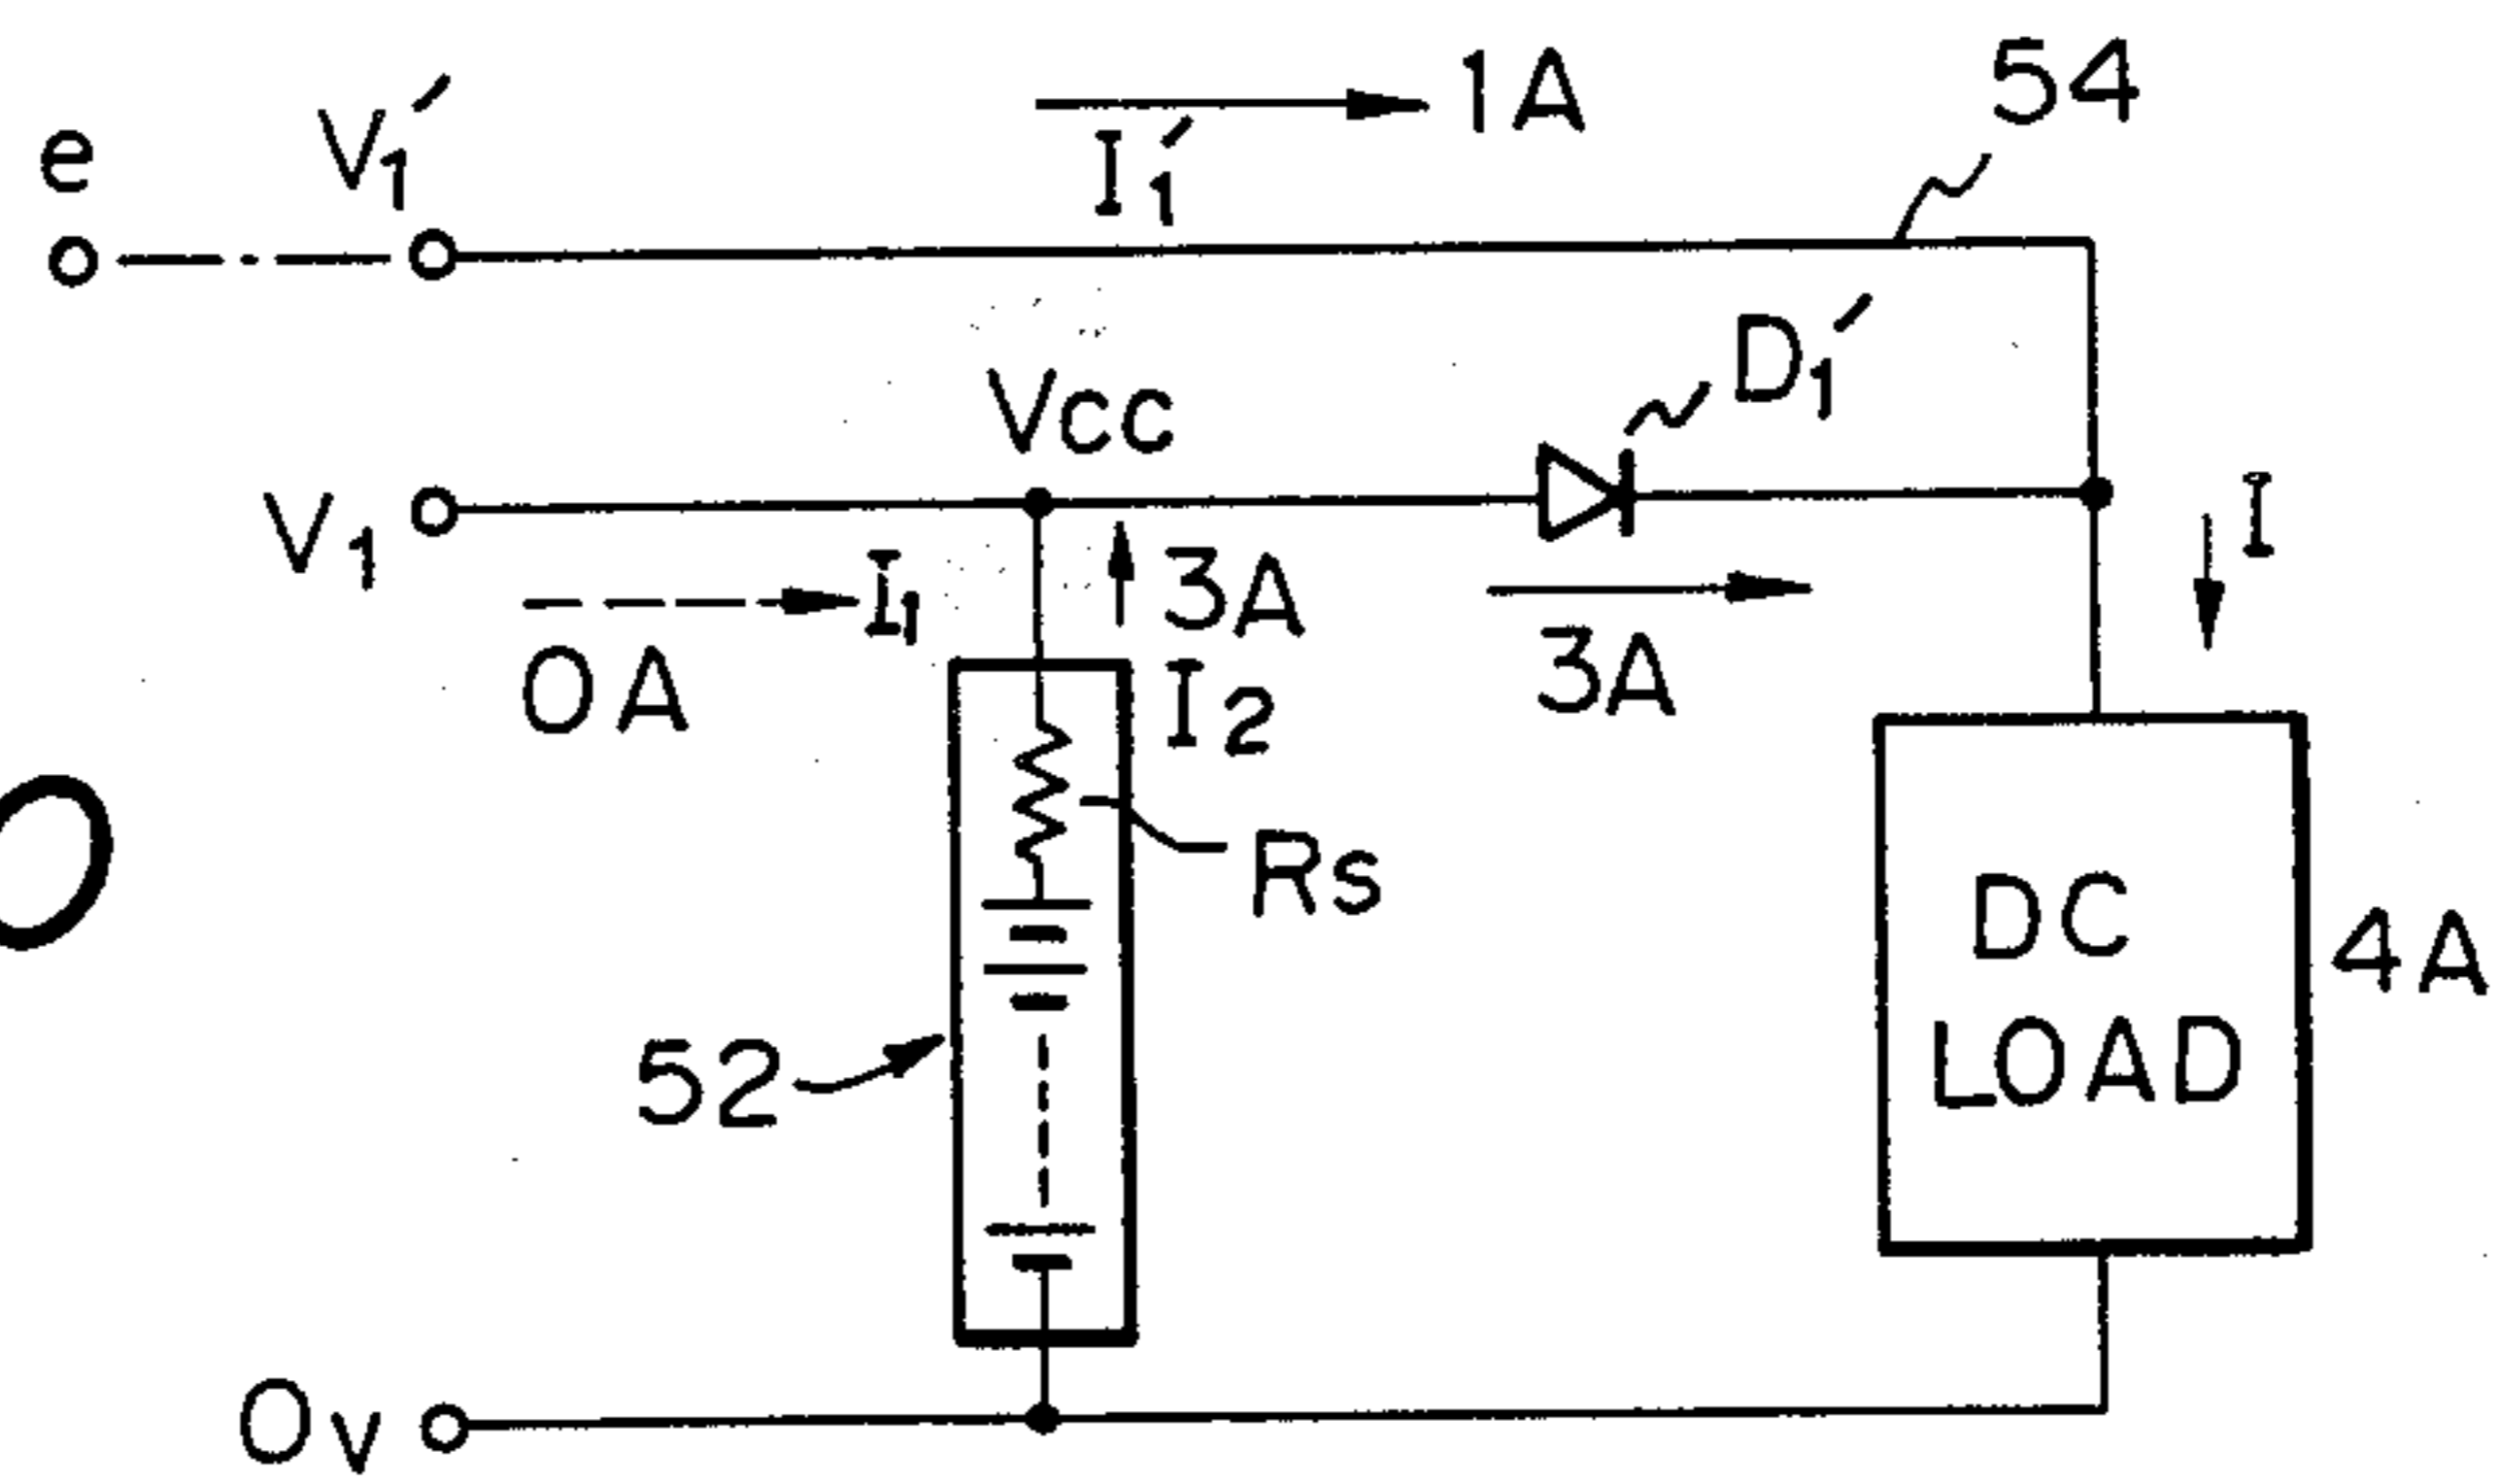 1A
54
e
V1′
I1′
D1′
Vcc
V1
I1
3A
I
0A
I2
3A
Rs
DC
LOAD
4A
52
0v